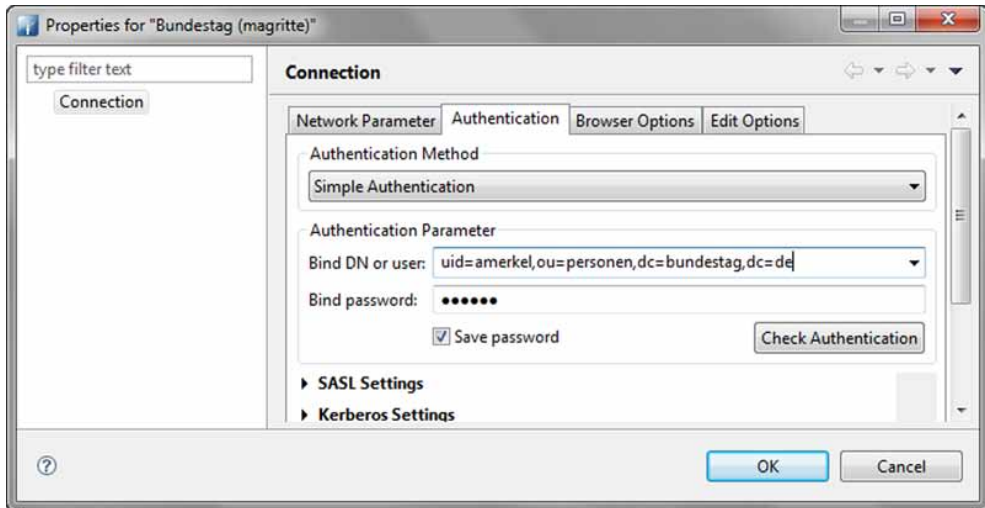 Properties for "Bundestag (magritte)"
type filter text
Connection
Connection
Network Parameter Authentication Browser Options Edit Options
Authentication Method
Simple Authentication
Authentication Parameter
Bind DN or user: uid=amerkel,ou=personen,dc=bundestag,dc=de
Bind password: ••••••
Save password Check Authentication
SASL Settings
Kerberos Settings
OK Cancel